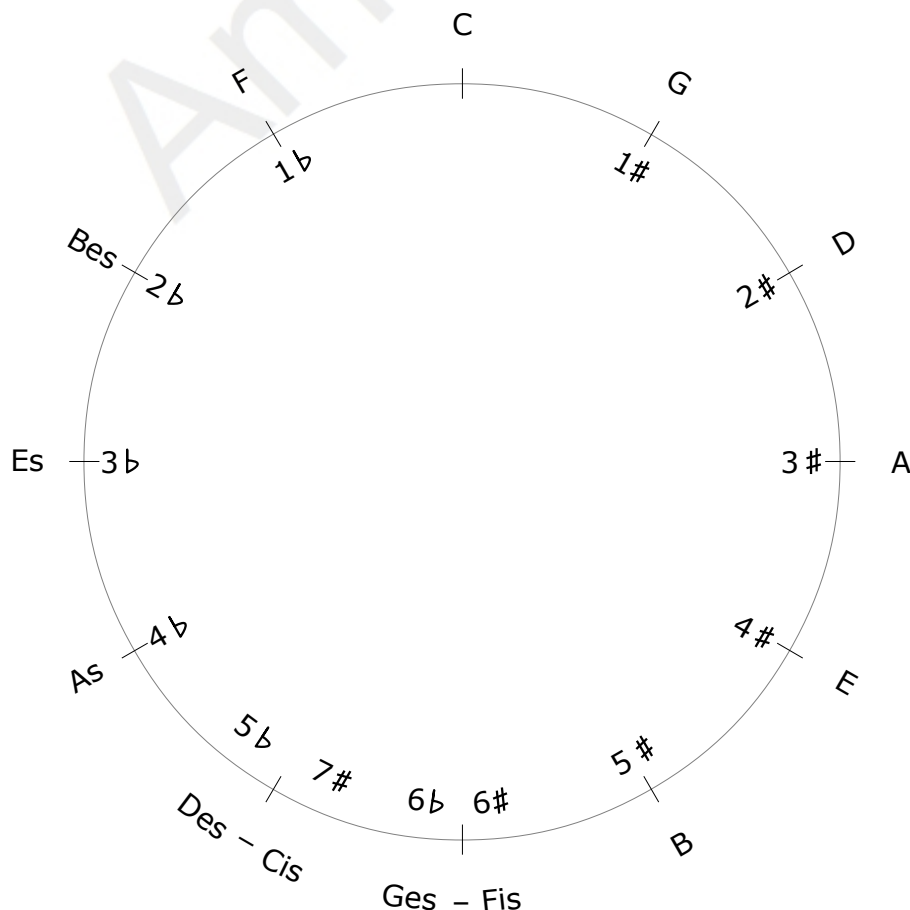 C
F
G
1♭
1♯
Bes
D
2♭
2♯
Es
3♭
3♯
A
4♭
4♯
As
E
5♭
7♯
6♭
6♯
5♯
Des – Cis
Ges – Fis
B